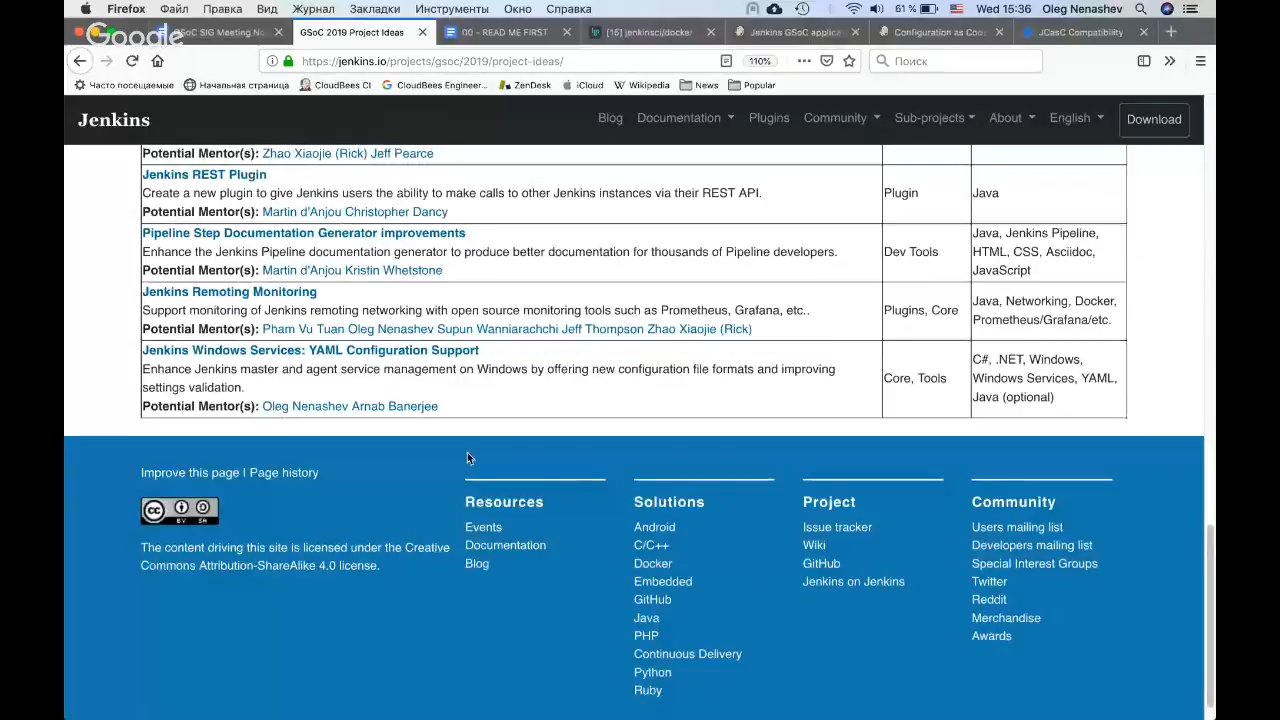 Firefox Файл Правка Вид Журнал Закладки Инструменты Окно Справка 61 % Wed 15:36 Oleg Nenashev
Google
GSoC SIG Meeting No GSoC 2019 Project Ideas 00 - READ ME FIRST [16] jenkinsci/docker Jenkins GSoC applica Configuration as Cod JCasC Compatibility
https://jenkins.io/projects/gsoc/2019/project-ideas/ 110% Поиск
Часто посещаемые Начальная страница CloudBees CI CloudBees Engineer... ZenDesk iCloud Wikipedia News Popular
Jenkins Blog Documentation Plugins Community Sub-projects About English Download
Potential Mentor(s): Zhao Xiaojie (Rick) Jeff Pearce
Jenkins REST Plugin
Create a new plugin to give Jenkins users the ability to make calls to other Jenkins instances via their REST API.
Potential Mentor(s): Martin d'Anjou Christopher Dancy
Plugin
Java
Pipeline Step Documentation Generator improvements
Enhance the Jenkins Pipeline documentation generator to produce better documentation for thousands of Pipeline developers.
Potential Mentor(s): Martin d'Anjou Kristin Whetstone
Dev Tools
Java, Jenkins Pipeline,
HTML, CSS, Asciidoc,
JavaScript
Jenkins Remoting Monitoring
Support monitoring of Jenkins remoting networking with open source monitoring tools such as Prometheus, Grafana, etc..
Potential Mentor(s): Pham Vu Tuan Oleg Nenashev Supun Wanniarachchi Jeff Thompson Zhao Xiaojie (Rick)
Plugins, Core
Java, Networking, Docker,
Prometheus/Grafana/etc.
Jenkins Windows Services: YAML Configuration Support
Enhance Jenkins master and agent service management on Windows by offering new configuration file formats and improving
settings validation.
Potential Mentor(s): Oleg Nenashev Arnab Banerjee
Core, Tools
C#, .NET, Windows,
Windows Services, YAML,
Java (optional)
Improve this page | Page history
CC BY SA
The content driving this site is licensed under the Creative
Commons Attribution-ShareAlike 4.0 license.
Resources
Events
Documentation
Blog
Solutions
Android
C/C++
Docker
Embedded
GitHub
Java
PHP
Continuous Delivery
Python
Ruby
Project
Issue tracker
Wiki
GitHub
Jenkins on Jenkins
Community
Users mailing list
Developers mailing list
Special Interest Groups
Twitter
Reddit
Merchandise
Awards